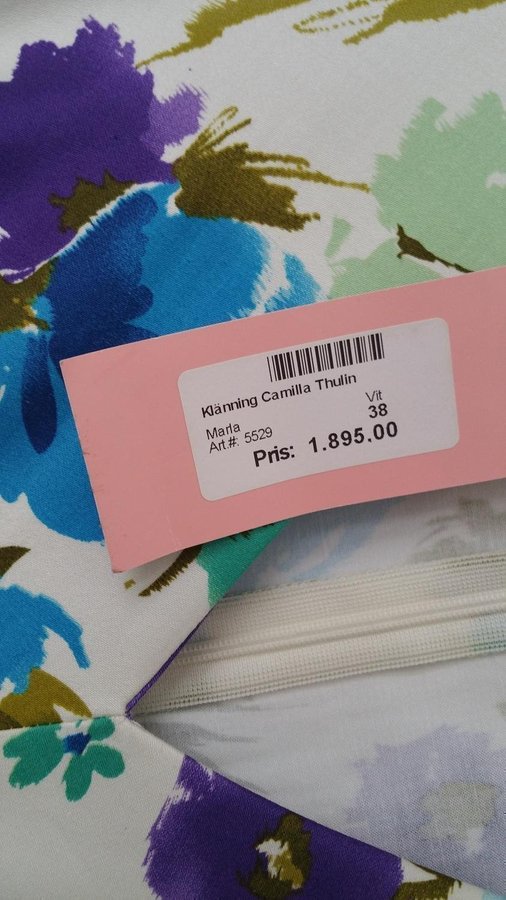 Klänning Camilla Thulin
Marla Vit
Art.#: 5529 38
Pris: 1.895,00